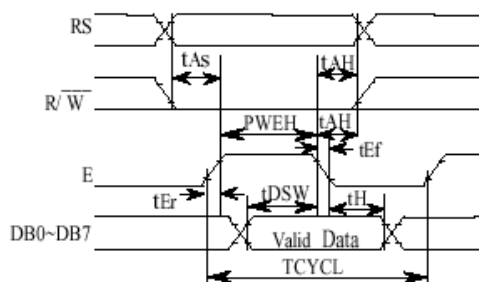 RS
tAs
tAH
R/W
PWEH
tAH
tEf
E
tEr
tDSW
tH
DB0~DB7
Valid Data
TCYCL